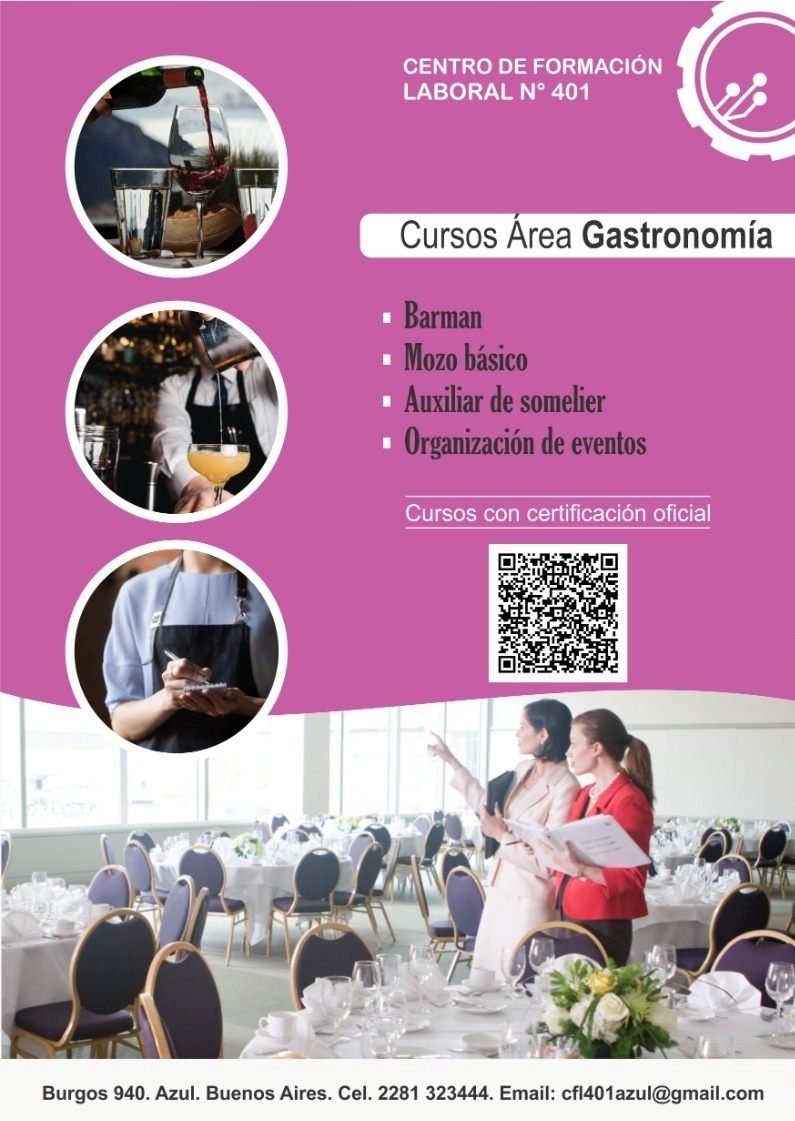 CENTRO DE FORMACIÓN
LABORAL N° 401
Cursos Área Gastronomía
Barman
Mozo básico
Auxiliar de somelier
Organización de eventos
Cursos con certificación oficial
Burgos 940. Azul. Buenos Aires. Cel. 2281 323444. Email: cfl401azul@gmail.com